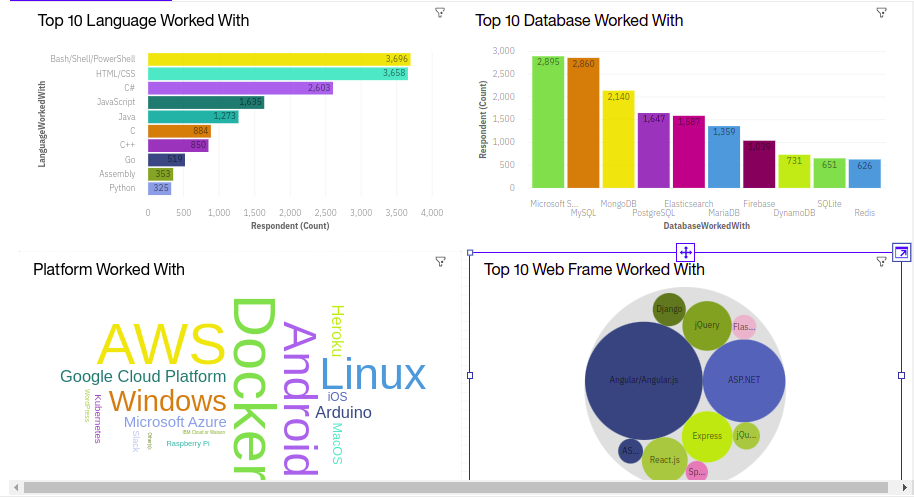 Top 10 Language Worked With
LanguageWorkedWith
Bash/Shell/PowerShell 3,696
HTML/CSS 3,658
C# 2,603
JavaScript 1,635
Java 1,273
C 884
C++ 850
Go 519
Assembly 353
Python 325
0 500 1,000 1,500 2,000 2,500 3,000 3,500 4,000
Respondent (Count)
Top 10 Database Worked With
Respondent (Count)
3,000
2,500
2,000
1,500
1,000
500
0
2,895 2,860 2,140 1,647 1,587 1,359 731 651 626
Microsoft S... MongoDB Elasticsearch Firebase SQLite
MySQL PostgreSQL MariaDB DynamoDB Redis
DatabaseWorkedWith
Platform Worked With
AWS
Docker
Android
Heroku
Linux
Google Cloud Platform
iOS
Windows
Arduino
WordPress
Kubernetes
Microsoft Azure
MacOS
Slack
Raspberry Pi
Top 10 Web Frame Worked With
Django
jQuery
Flas...
Angular/Angular.js
ASP.NET
Express
jQu...
AS...
React.js
Sp...